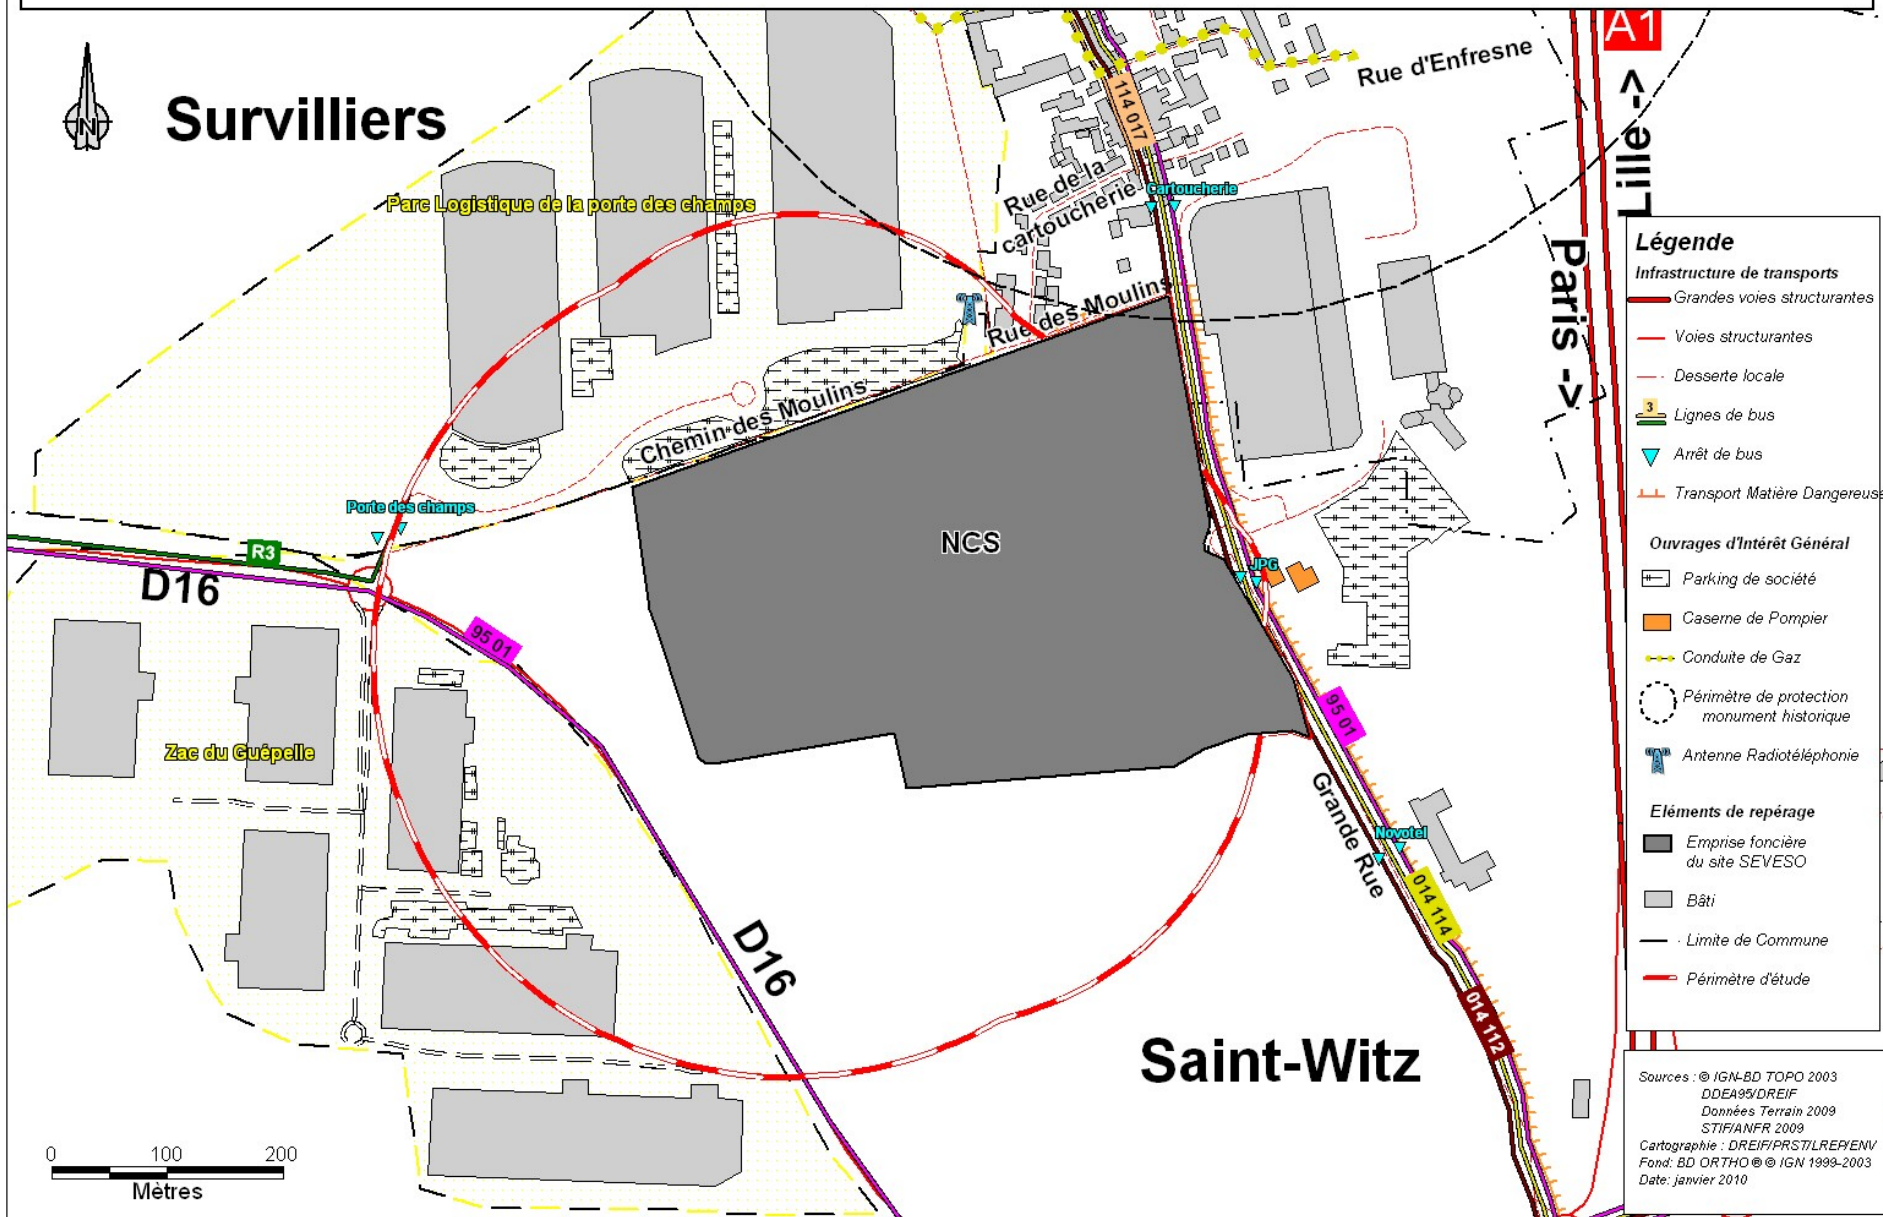 A1
Rue d'Enfresne
Survilliers
114 017
Lille ->
Paris ->
Parc Logistique de la porte des champs
Rue de la
cartoucherie
Cartoucherie
Rue des Moulins
Chemin des Moulins
Porte des champs
NCS
JPG
R3
D16
95 01
95 01
Zac du Guépelle
Grande Rue
Novotel
014 114
D16
014 112
Saint-Witz
0 100 200
Mètres
Légende
Infrastructure de transports
Grandes voies structurantes
Voies structurantes
Desserte locale
3
Lignes de bus
Arrêt de bus
Transport Matière Dangereuse
Ouvrages d'Intérêt Général
Parking de société
Caserne de Pompier
Conduite de Gaz
Périmètre de protection
monument historique
Antenne Radiotéléphonie
Eléments de repérage
Emprise foncière
du site SEVESO
Bâti
Limite de Commune
Périmètre d'étude
Sources : © IGN-BD TOPO 2003
DDEA95/DREIF
Données Terrain 2009
STIF/ANFR 2009
Cartographie : DREIF/PRST/LREP/ENV
Fond: BD ORTHO ® © IGN 1999-2003
Date: janvier 2010
N